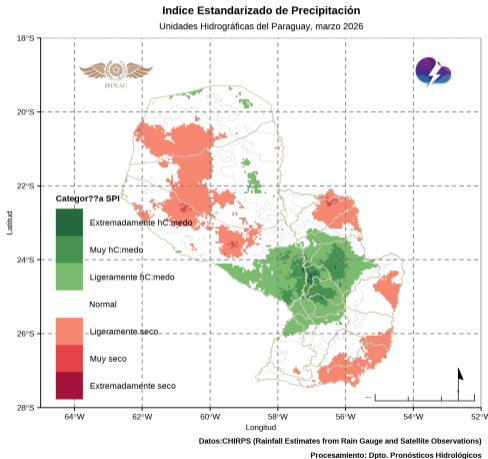 Indice Estandarizado de Precipitación
Unidades Hidrográficas del Paraguay, marzo 2026
18°S
20°S
22°S
24°S
26°S
28°S
Latitud
DINAC
Categor??a SPI
Extremadamente hC:medo
Muy hC:medo
Ligeramente hC:medo
Normal
Ligeramente seco
Muy seco
Extremadamente seco
64°W
62°W
60°W
58°W
56°W
54°W
52°W
Longitud
Datos:CHIRPS (Rainfall Estimates from Rain Gauge and Satellite Observations)
Procesamiento: Dpto. Pronósticos Hidrológicos